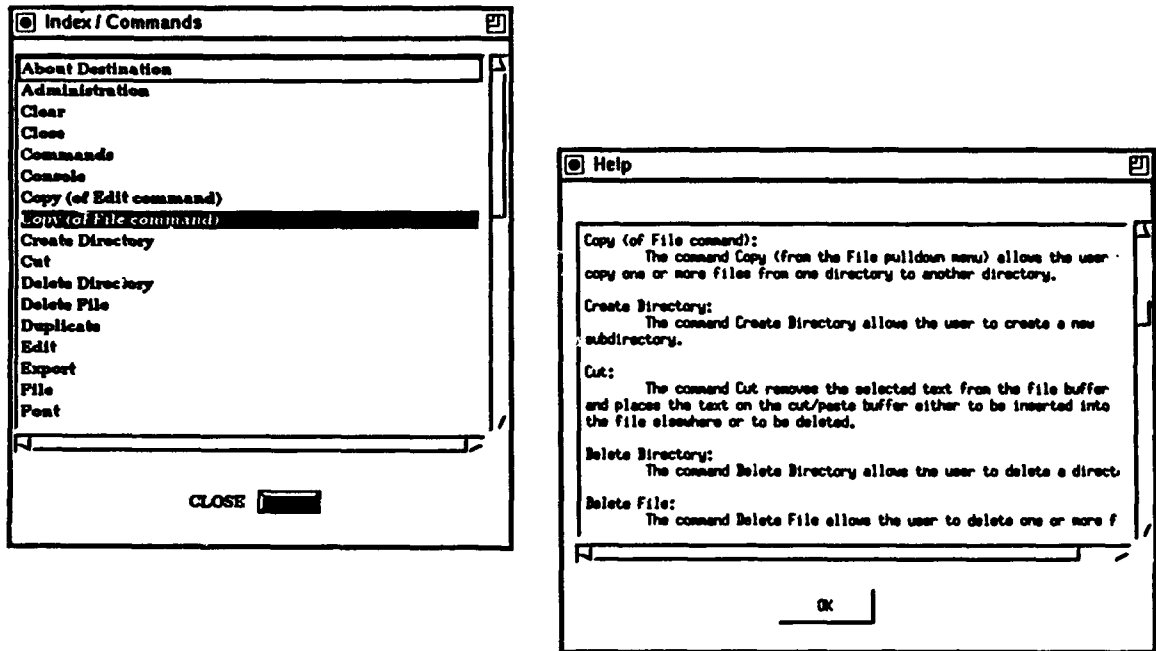 Index / Commands
About Destination
Administration
Clear
Close
Commands
Console
Copy (of Edit command)
Copy (of File command)
Create Directory
Cut
Delete Directory
Delete File
Duplicate
Edit
Export
File
Font
CLOSE
Help
Copy (of File command):
The command Copy (from the File pulldown menu) allows the user
copy one or more files from one directory to another directory.
Create Directory:
The command Create Directory allows the user to create a new
subdirectory.
Cut:
The command Cut removes the selected text from the file buffer
and places the text on the cut/paste buffer either to be inserted into
the file elsewhere or to be deleted.
Delete Directory:
The command Delete Directory allows the user to delete a direct
Delete File:
The command Delete File allows the user to delete one or more f
OK